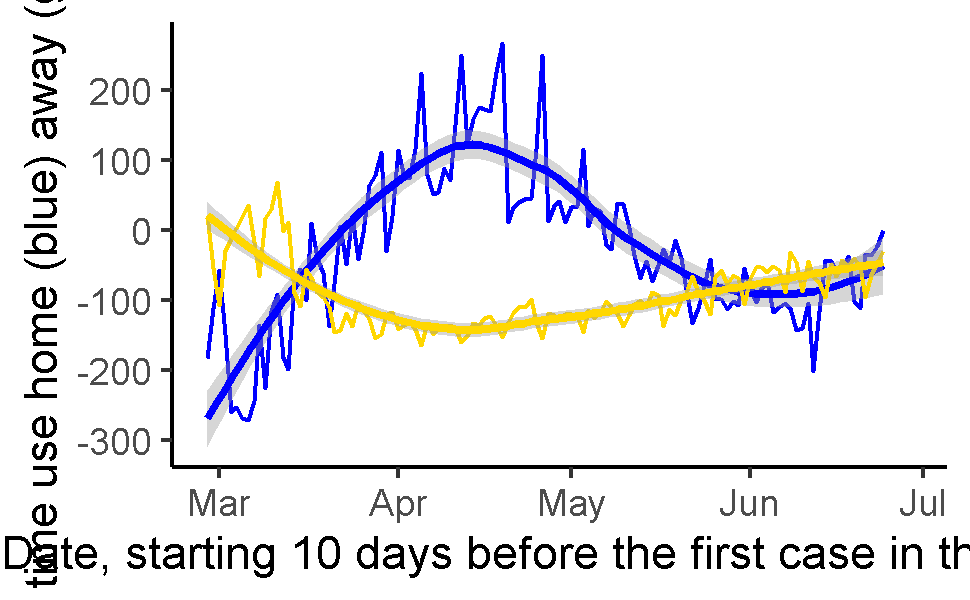 time use home (blue) away (
200
100
0
-100
-200
-300
Mar Apr May Jun Jul
Date, starting 10 days before the first case in th